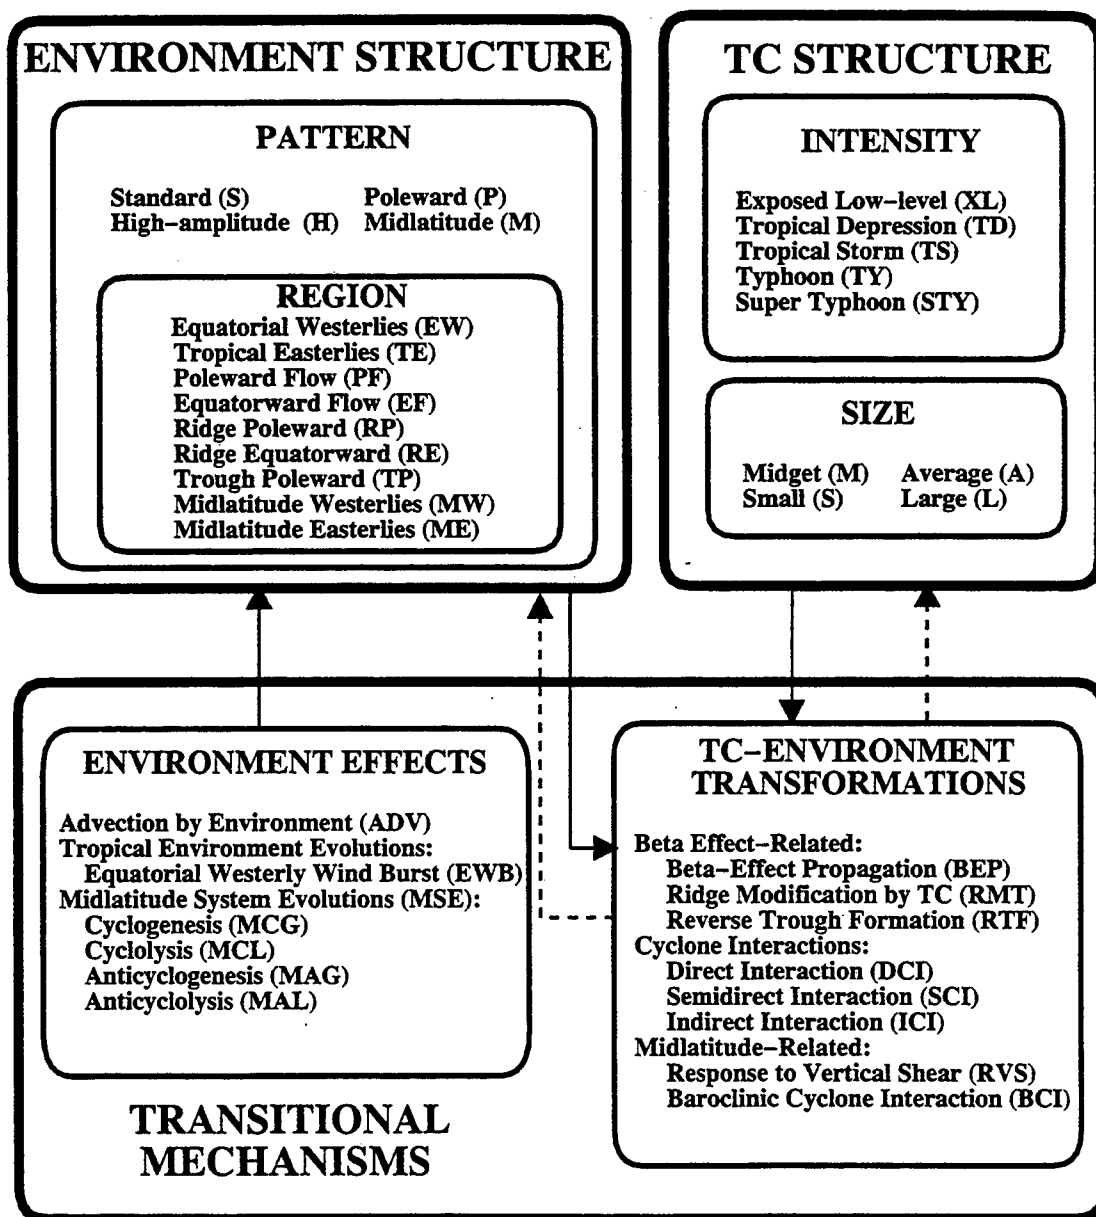 ENVIRONMENT STRUCTURE
PATTERN
Standard (S) Poleward (P)
High-amplitude (H) Midlatitude (M)
REGION
Equatorial Westerlies (EW)
Tropical Easterlies (TE)
Poleward Flow (PF)
Equatorward Flow (EF)
Ridge Poleward (RP)
Ridge Equatorward (RE)
Trough Poleward (TP)
Midlatitude Westerlies (MW)
Midlatitude Easterlies (ME)
TC STRUCTURE
INTENSITY
Exposed Low-level (XL)
Tropical Depression (TD)
Tropical Storm (TS)
Typhoon (TY)
Super Typhoon (STY)
SIZE
Midget (M) Average (A)
Small (S) Large (L)
ENVIRONMENT EFFECTS
Advection by Environment (ADV)
Tropical Environment Evolutions:
Equatorial Westerly Wind Burst (EWB)
Midlatitude System Evolutions (MSE):
Cyclogenesis (MCG)
Cyclolysis (MCL)
Anticyclogenesis (MAG)
Anticyclolysis (MAL)
TC-ENVIRONMENT
TRANSFORMATIONS
Beta Effect-Related:
Beta-Effect Propagation (BEP)
Ridge Modification by TC (RMT)
Reverse Trough Formation (RTF)
Cyclone Interactions:
Direct Interaction (DCI)
Semidirect Interaction (SCI)
Indirect Interaction (ICI)
Midlatitude-Related:
Response to Vertical Shear (RVS)
Baroclinic Cyclone Interaction (BCI)
TRANSITIONAL
MECHANISMS